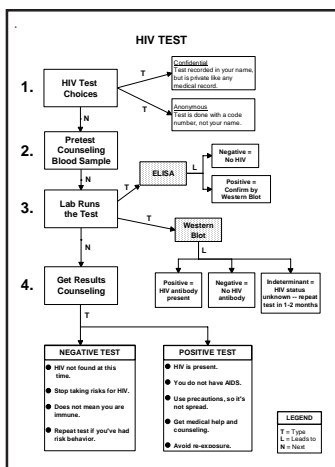 HIV TEST
1.
HIV Test
Choices
T
Confidential
Test recorded in your name,
but is private like any
medical record.
T
Anonymous
Test is done with a code
number, not your name.
N
2.
Pretest
Counseling
Blood Sample
N
3.
Lab Runs
the Test
T
ELISA
L
Negative =
No HIV
Positive =
Confirm by
Western Blot
T
Western
Blot
L
Positive =
HIV antibody
present
Negative =
No HIV
antibody
Indeterminant =
HIV status
unknown -- repeat
test in 1-2 months
N
4.
Get Results
Counseling
T
NEGATIVE TEST
● HIV not found at this
time.
● Stop taking risks for HIV.
● Does not mean you are
immune.
● Repeat test if you've had
risk behavior.
POSITIVE TEST
● HIV is present.
● You do not have AIDS.
● Use precautions, so it's
not spread.
● Get medical help and
counseling.
● Avoid re-exposure.
LEGEND
T = Type
L = Leads to
N = Next